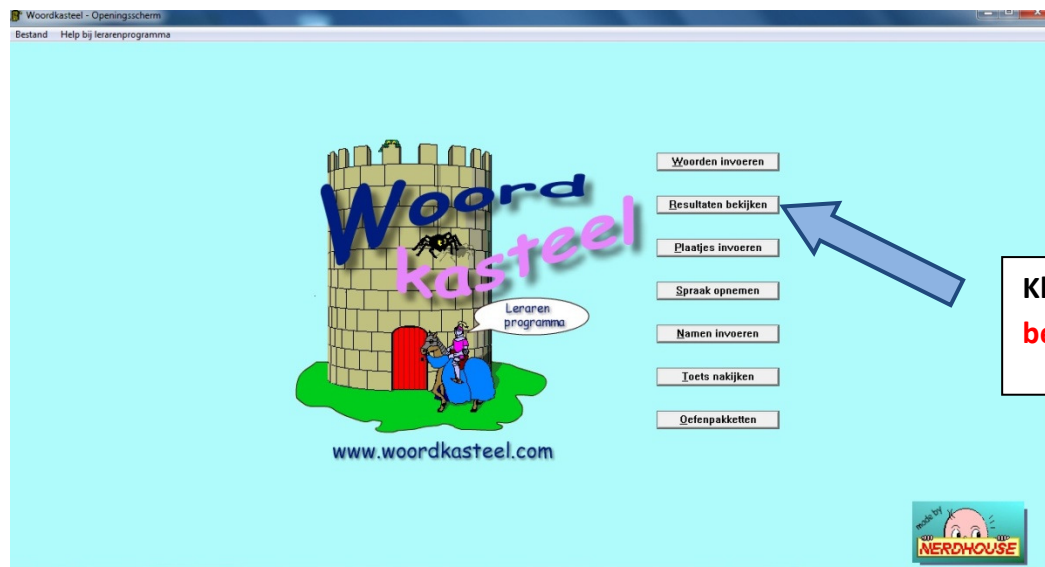 Woordkasteel - Openingsscherm
Bestand Help bij lerarenprogramma
Woord
kasteel
Leraren
programma
www.woordkasteel.com
Woorden invoeren
Resultaten bekijken
Plaatjes invoeren
Spraak opnemen
Namen invoeren
Toets nakijken
Oefenpakketten
made by
NERDHOUSE